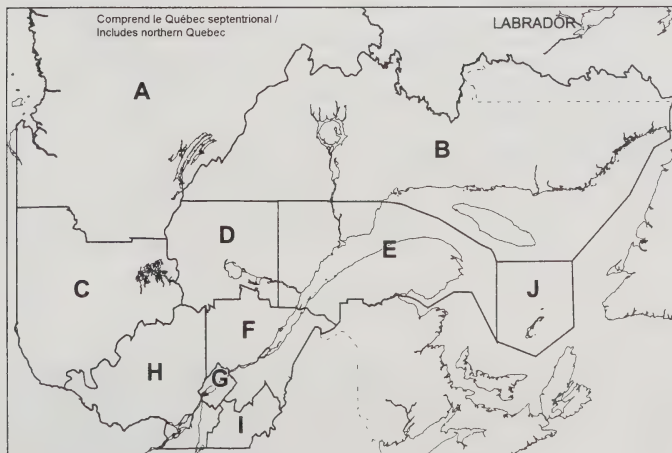 Comprend le Québec septentrional /
Includes northern Quebec
LABRADOR
A
B
C
D
E
J
F
H
G
I